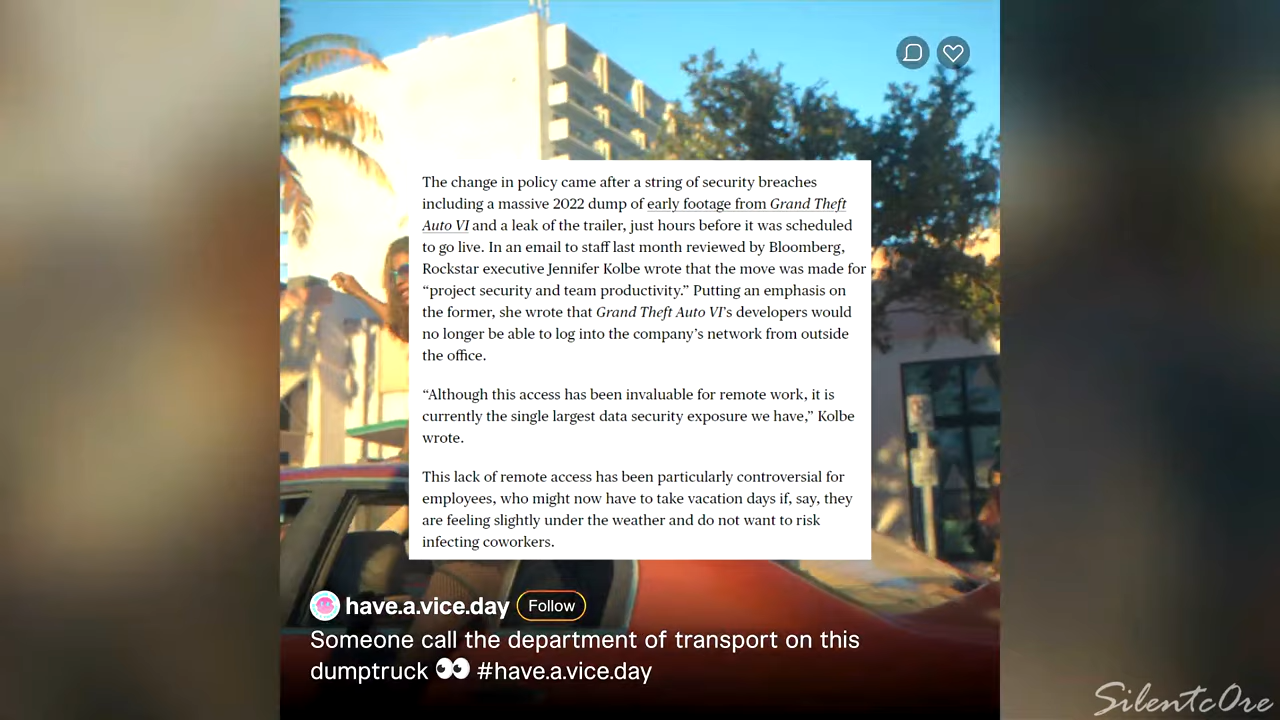 The change in policy came after a string of security breaches
including a massive 2022 dump of early footage from Grand Theft
Auto VI and a leak of the trailer, just hours before it was scheduled
to go live. In an email to staff last month reviewed by Bloomberg,
Rockstar executive Jennifer Kolbe wrote that the move was made for
“project security and team productivity.” Putting an emphasis on
the former, she wrote that Grand Theft Auto VI’s developers would
no longer be able to log into the company’s network from outside
the office.
“Although this access has been invaluable for remote work, it is
currently the single largest data security exposure we have,” Kolbe
wrote.
This lack of remote access has been particularly controversial for
employees, who might now have to take vacation days if, say, they
are feeling slightly under the weather and do not want to risk
infecting coworkers.
have.a.vice.day Follow
Someone call the department of transport on this
dumptruck 👀 #have.a.vice.day
SilentcOre